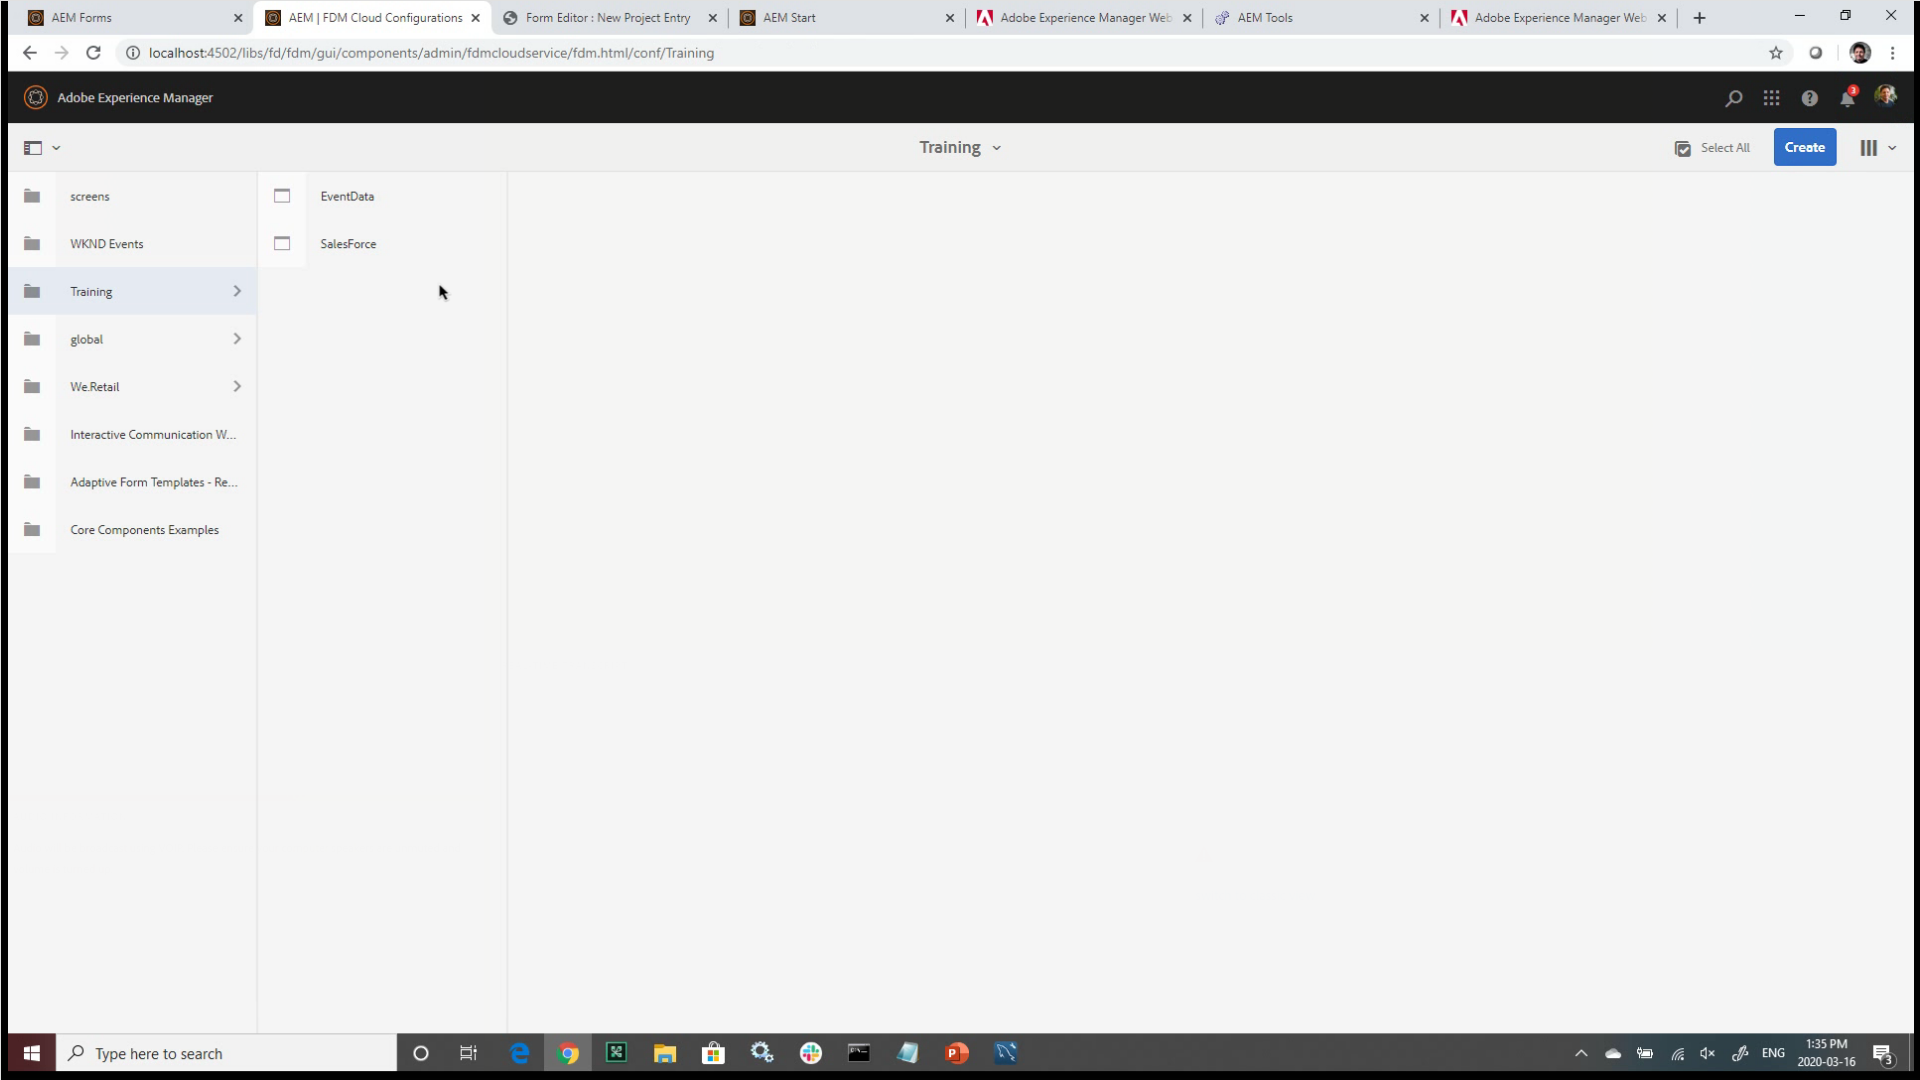 AEM Forms
AEM | FDM Cloud Configurations
Form Editor : New Project Entry
AEM Start
Adobe Experience Manager Web
AEM Tools
Adobe Experience Manager Web
localhost:4502/libs/fd/fdm/gui/components/admin/fdmcloudservice/fdm.html/conf/Training
Adobe Experience Manager
3
Training
Select All
Create
screens
WKND Events
Training
global
We.Retail
Interactive Communication W...
Adaptive Form Templates - Re...
Core Components Examples
EventData
SalesForce
Type here to search
ENG
1:35 PM
2020-03-16
3